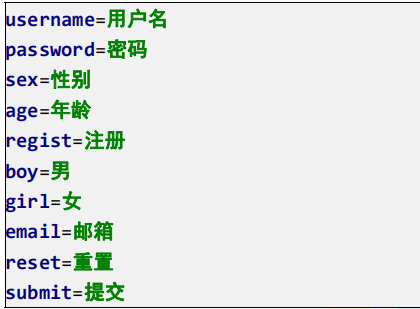 username=用户名
password=密码
sex=性别
age=年龄
regist=注册
boy=男
girl=女
email=邮箱
reset=重置
submit=提交